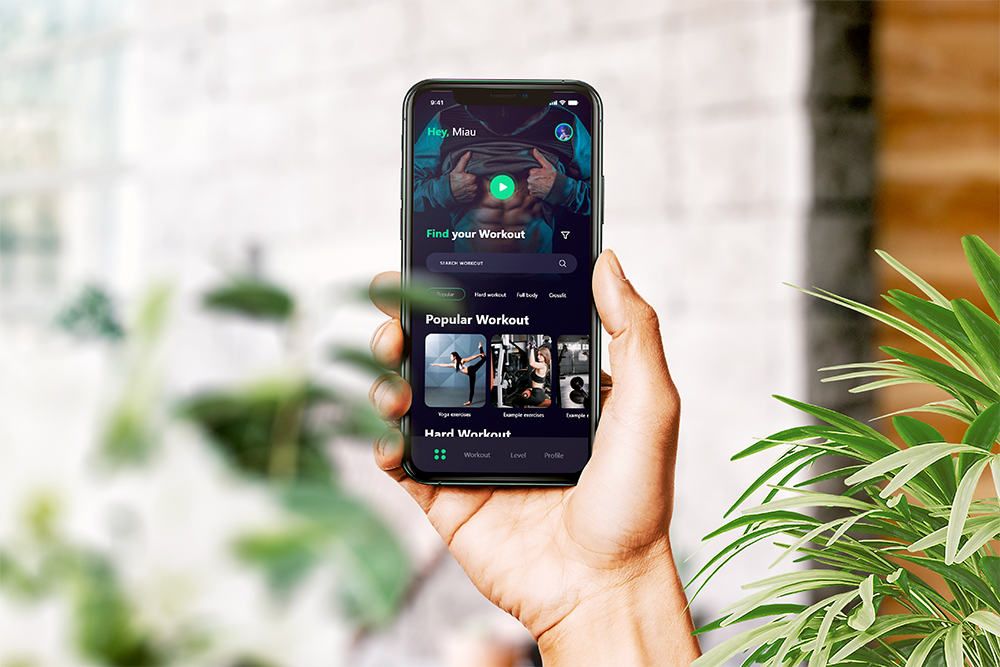 9:41
Hey, Miau
Find your Workout
SEARCH WORKOUT
Popular Hard workout Full body Crossfit
Popular Workout
Yoga exercises Example exercises Example e
Hard Workout
Workout Level Profile